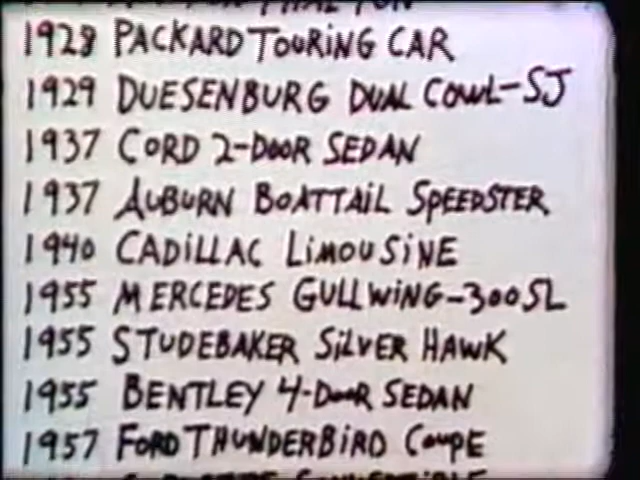 1928 PACKARD TOURING CAR
1929 DUESENBURG DUAL COWL-SJ
1937 CORD 2-DOOR SEDAN
1937 AUBURN BOATTAIL SPEEDSTER
1940 CADILLAC LIMOUSINE
1955 MERCEDES GULLWING-300SL
1955 STUDEBAKER SILVER HAWK
1955 BENTLEY 4-DOOR SEDAN
1957 FORD THUNDERBIRD COUPE
CONVERTIBLE